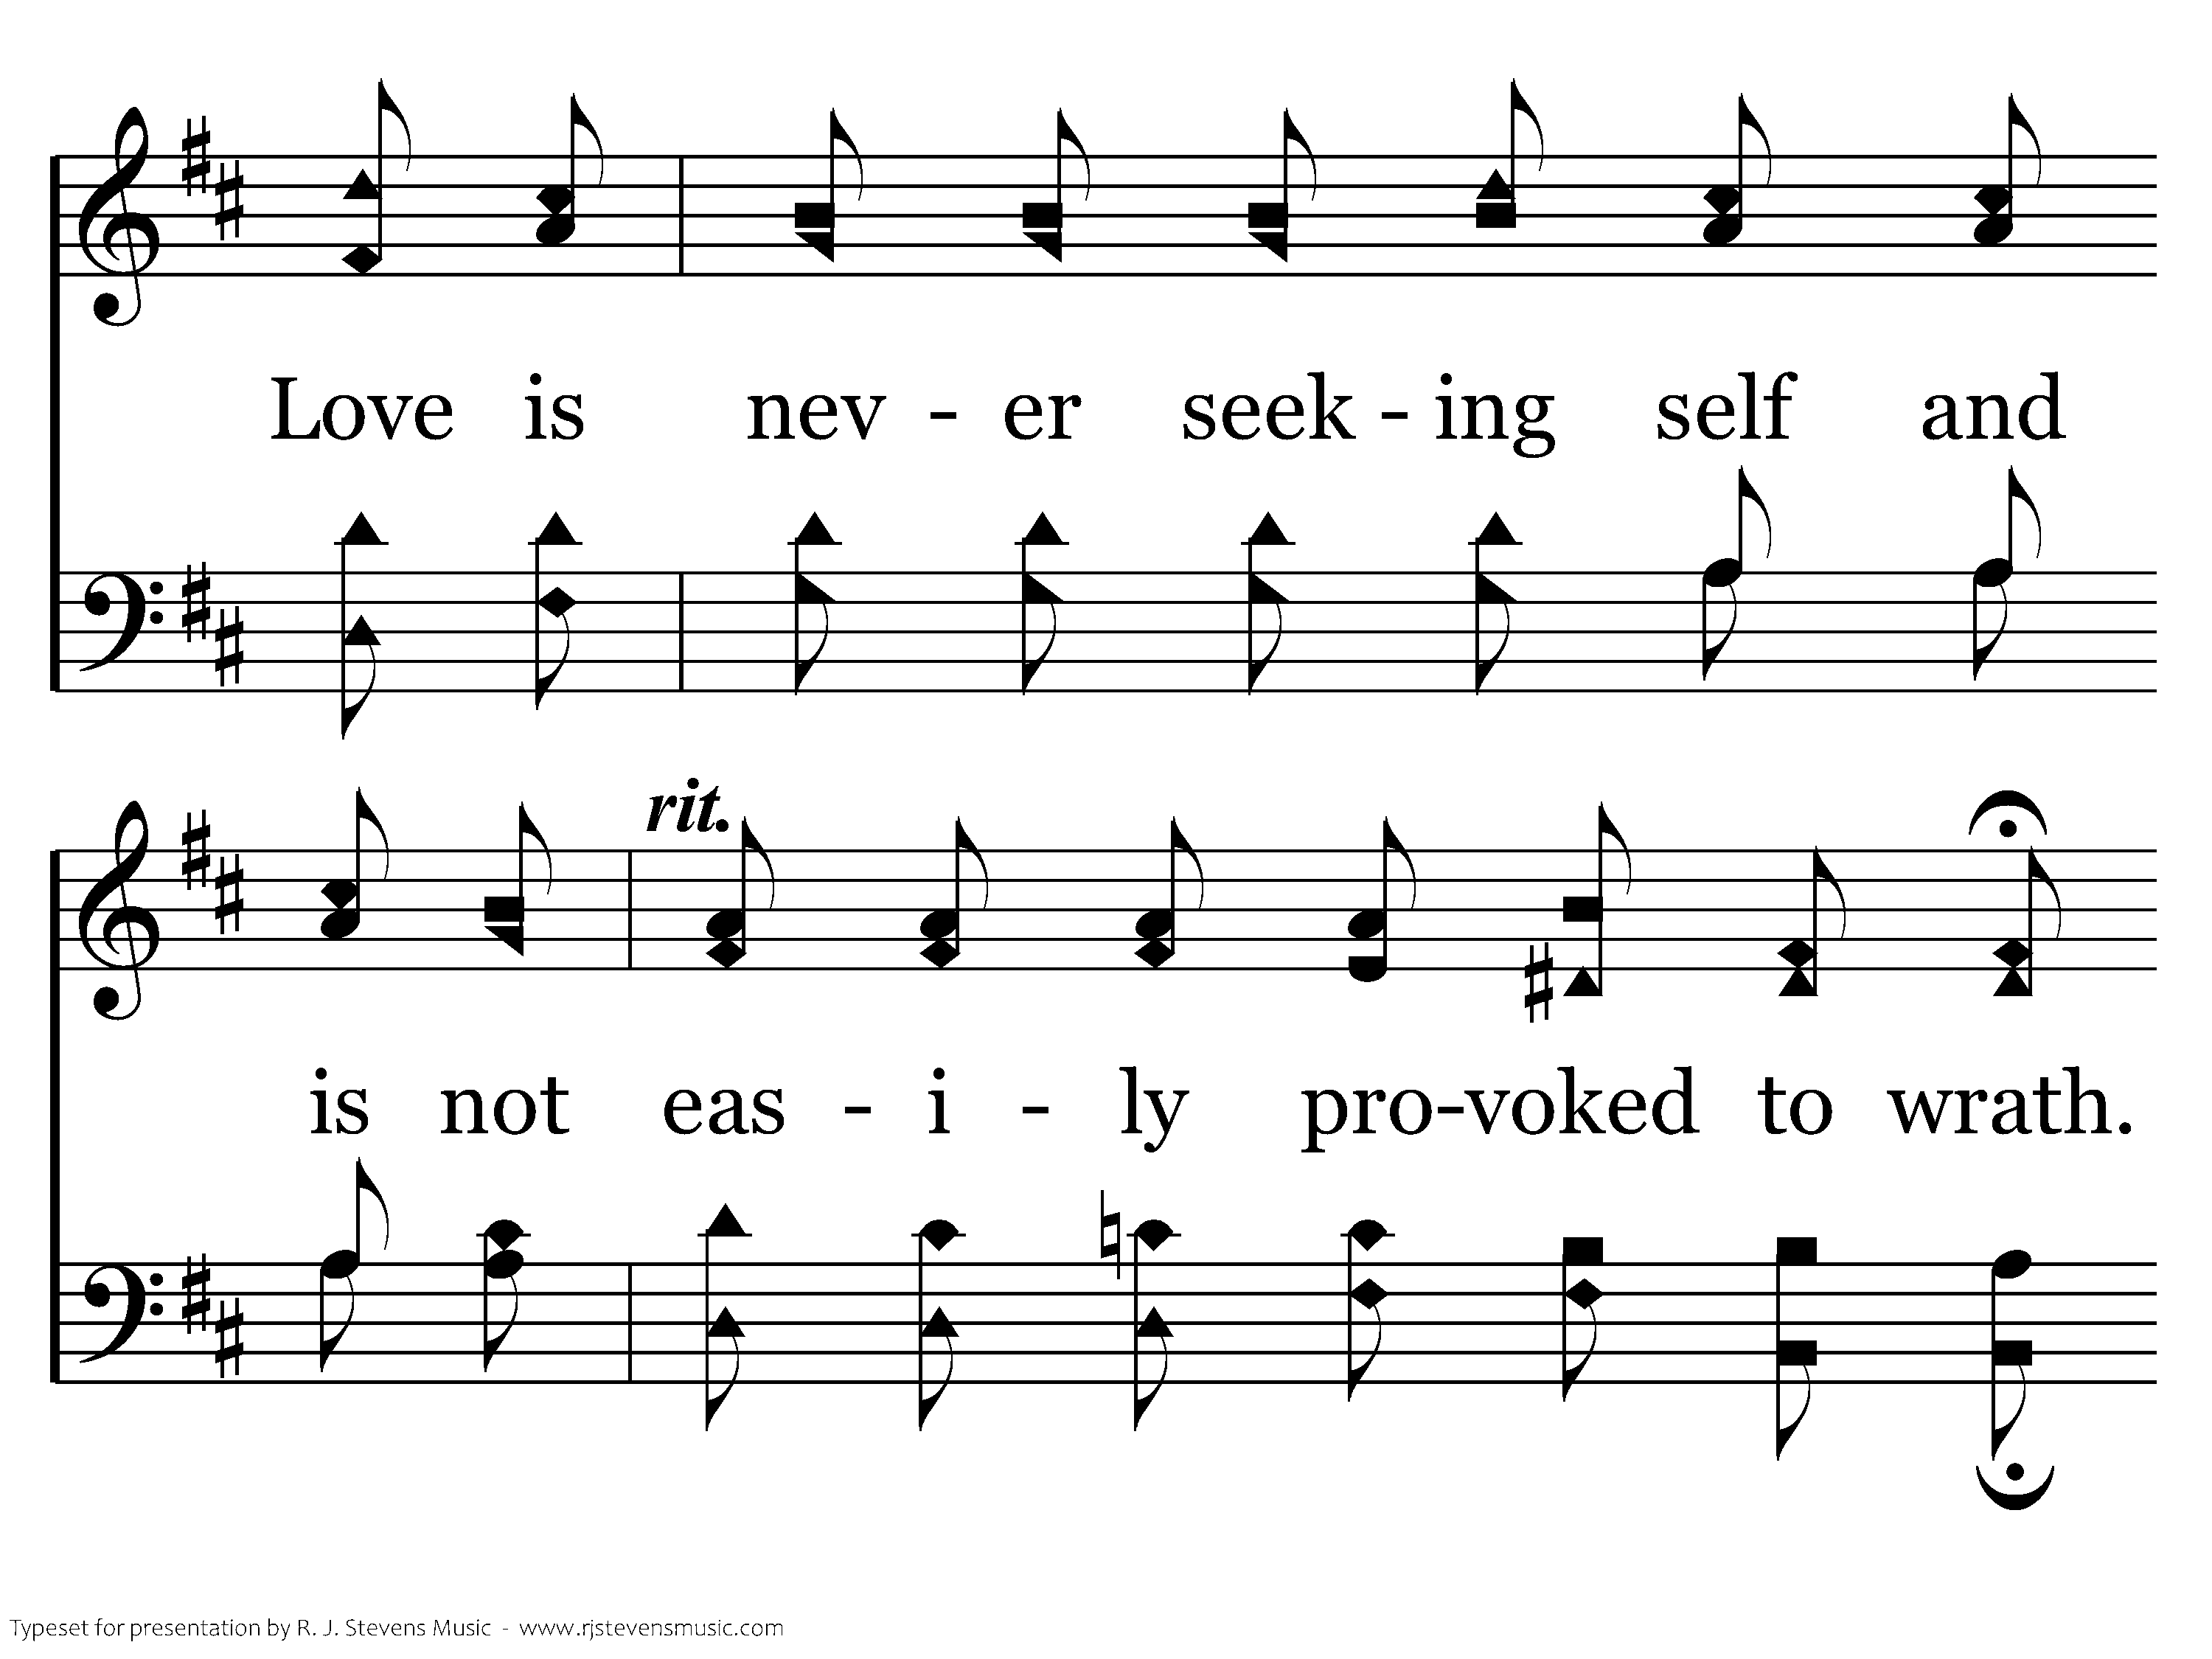 Love is nev - er seek - ing self and
rit.
is not eas - i - ly pro-voked to wrath.
Typeset for presentation by R. J. Stevens Music - www.rjstevensmusic.com